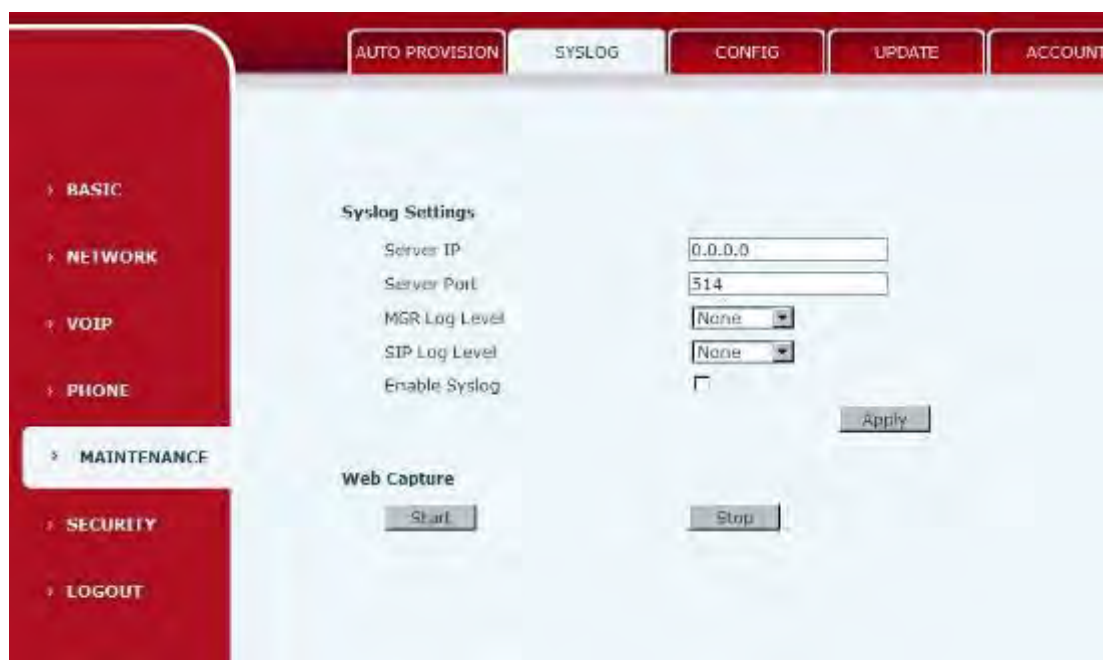 AUTO PROVISION SYSLOG CONFIG UPDATE ACCOUNT
BASIC
NETWORK
VOIP
PHONE
MAINTENANCE
SECURITY
LOGOUT
Syslog Settings
Server IP 0.0.0.0
Server Port 514
MGR Log Level None
SIP Log Level None
Enable Syslog
Apply
Web Capture
Start Stop